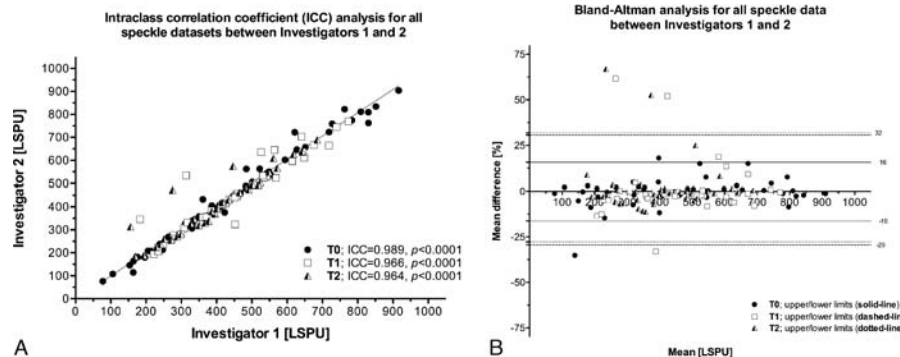 Intraclass correlation coefficient (ICC) analysis for all
speckle datasets between Investigators 1 and 2
Investigator 2 [LSPU]
1000
900
800
700
600
500
400
300
200
100
0
0 100 200 300 400 500 600 700 800 900 1000
Investigator 1 [LSPU]
T0; ICC=0.989, p<0.0001
T1; ICC=0.966, p<0.0001
T2; ICC=0.964, p<0.0001
A
Bland-Altman analysis for all speckle data
between Investigators 1 and 2
Mean difference [%]
75
50
25
0
-25
-50
-75
32
16
-29
100 200 300 400 500 600 700 800 900 1000
T0; upper/lower limits (solid-line)
T1; upper/lower limits (dashed-lin
T2; upper/lower limits (dotted-line)
Mean [LSPU]
B